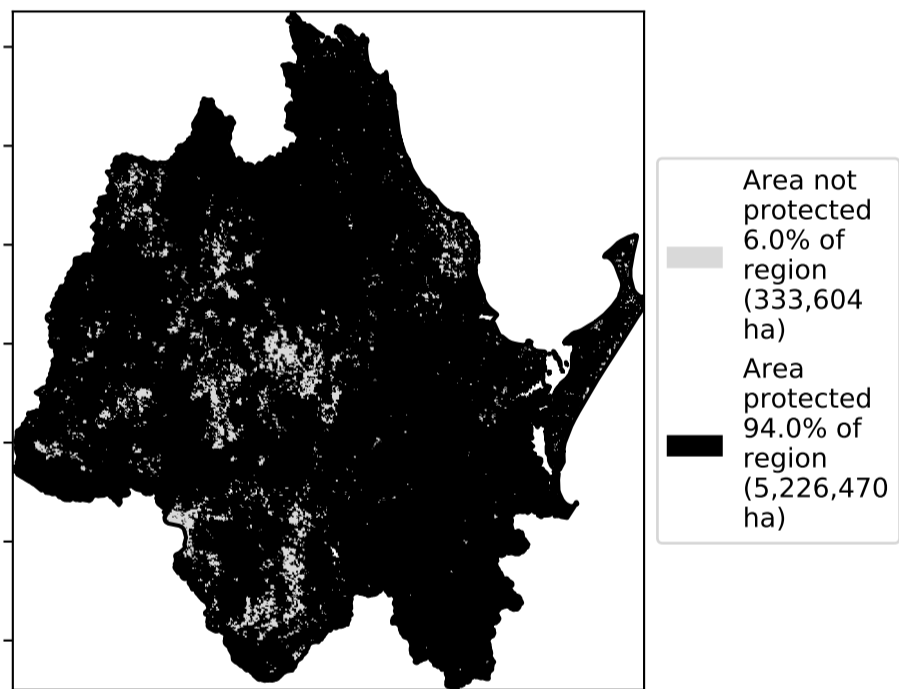 Area not
protected
6.0% of
region
(333,604
ha)
Area
protected
94.0% of
region
(5,226,470
ha)